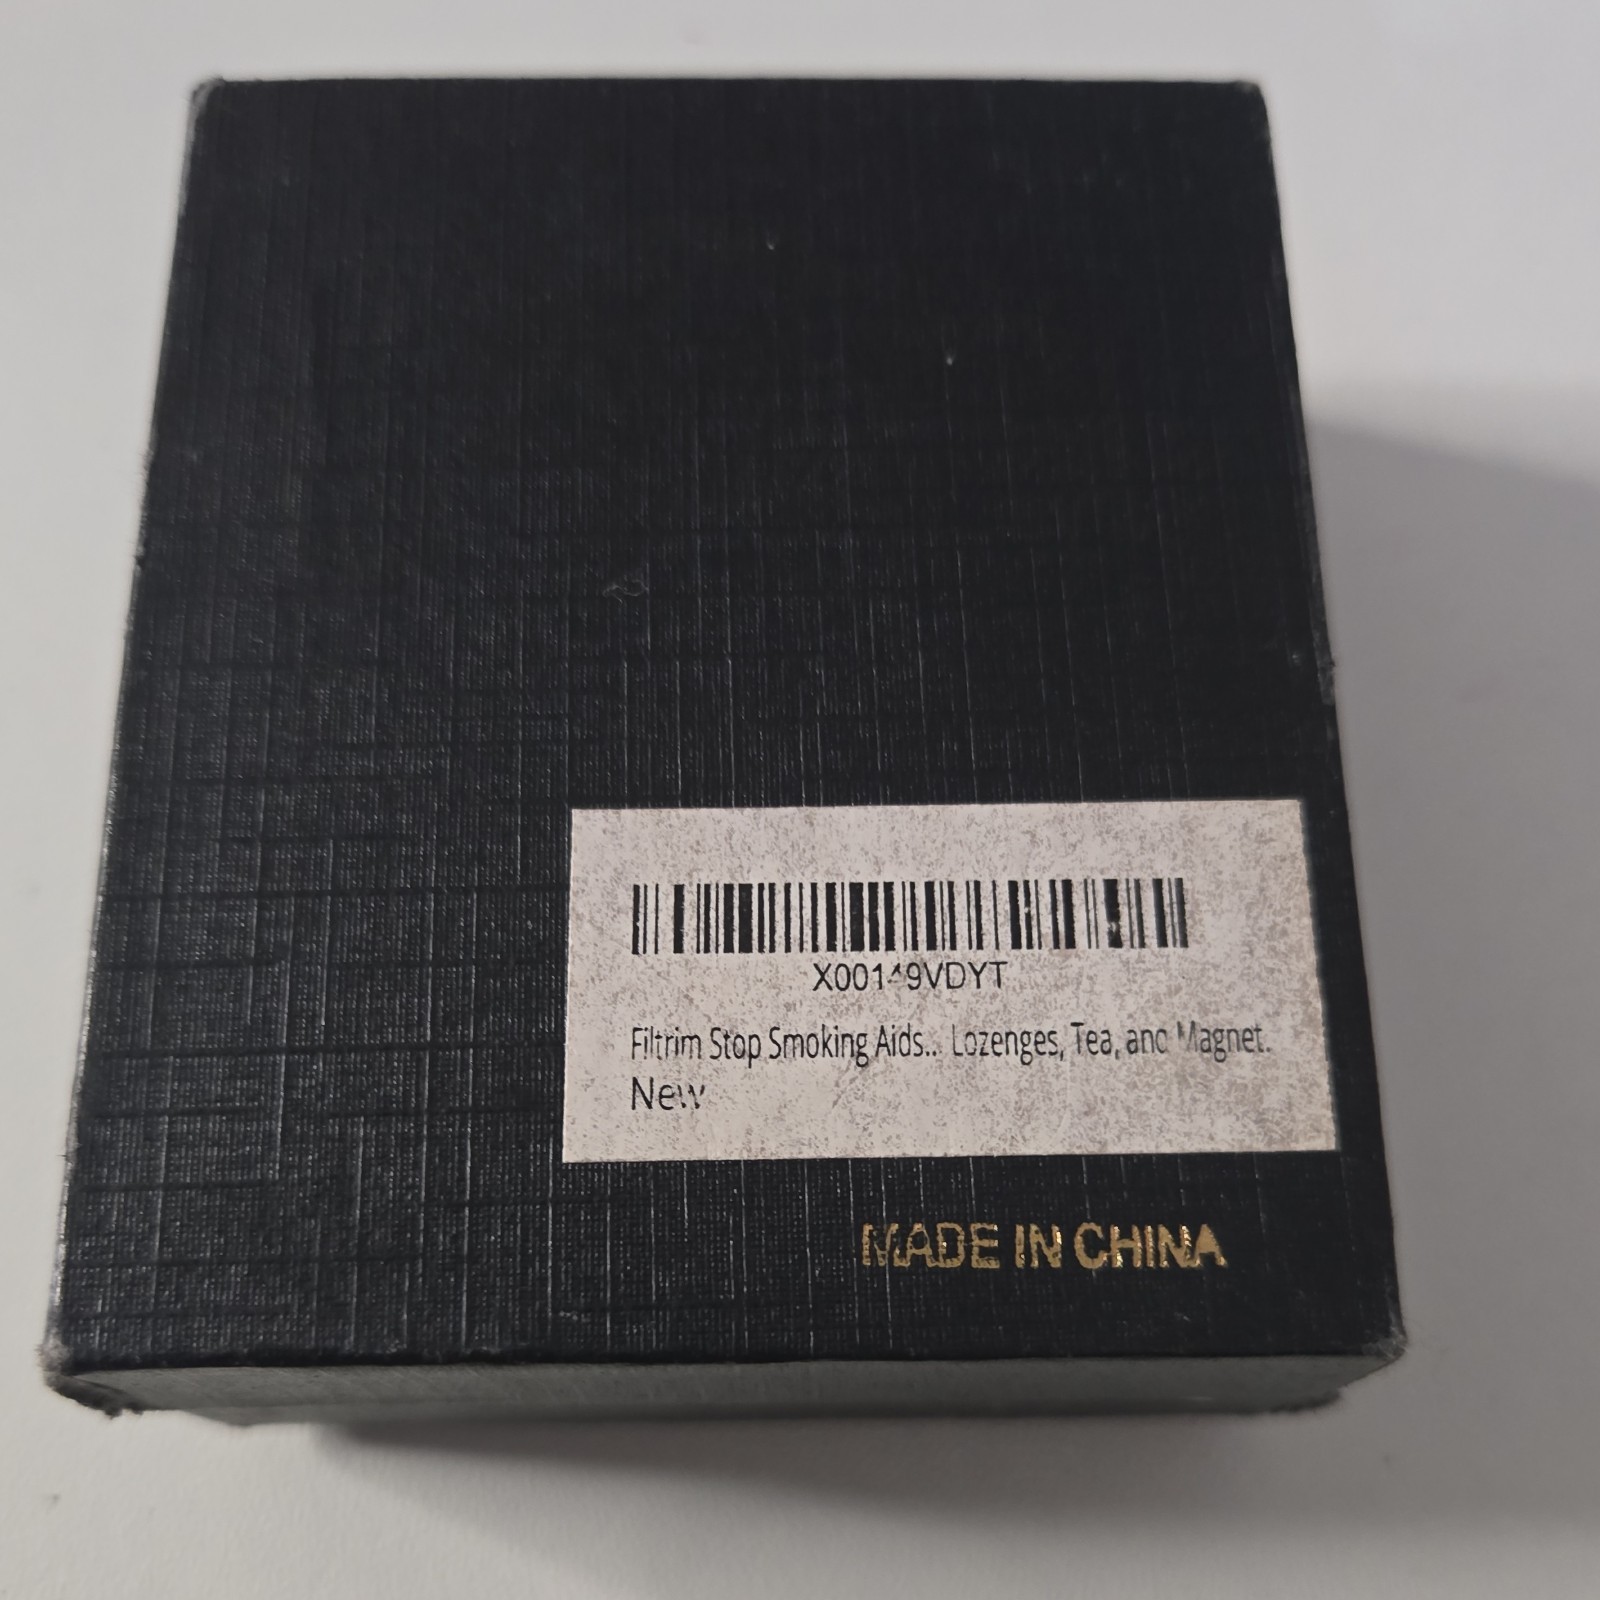 X00149VDYT
Filtrim Stop Smoking Aids... Lozenges, Tea, and Magnet.
New
MADE IN CHINA